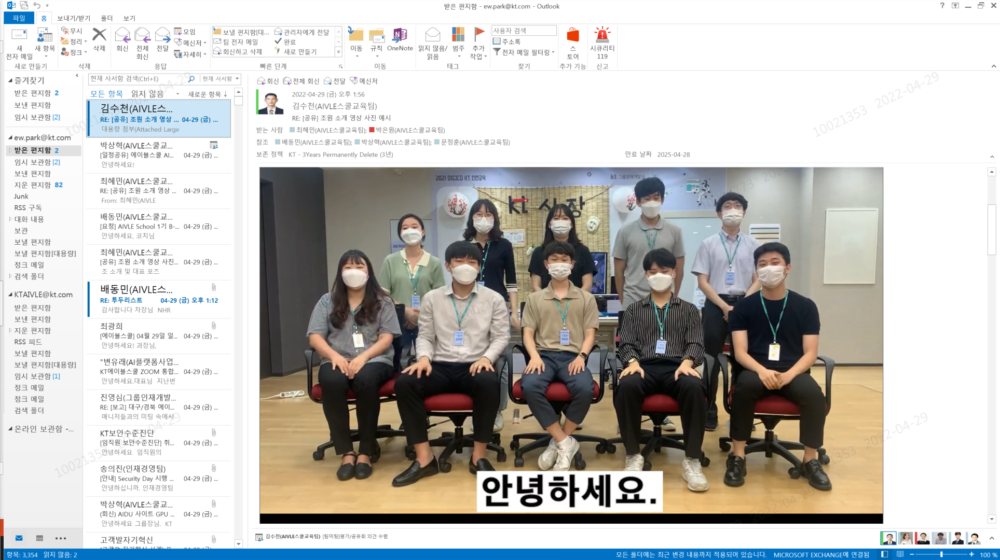 받은 편지함 - ew.park@kt.com - Outlook
파일 홈 보내기/받기 폴더 보기
새 전자 메일
새 항목
새로 만들기
무시
정리
정크
삭제
삭제
회신
전체 회신
전달
모임
메신저
자세히
응답
보낼 편지함[대...
팀 전자 메일
회신하고 삭제
관리자에게 전달
완료
새로 만들기
빠른 단계
이동
규칙
OneNote
이동
읽지 않음/읽음
범주
추가 작업
태그
사용자 검색
주소록
전자 메일 필터링
찾기
스토어
추가 기능
시큐리티 119
신고
즐겨찾기
받은 편지함 2
보낸 편지함
임시 보관함 [2]
ew.park@kt.com
받은 편지함 2
임시 보관함 [2]
보낸 편지함
지운 편지함 82
Junk
RSS 구독
대화 내용
보관
보낼 편지함
보낼 편지함[대용량]
정크 메일
검색 폴더
KTAIVLE@kt.com
받은 편지함
보낸 편지함
지운 편지함
RSS 피드
보낼 편지함
보낼 편지함[대용량]
임시 보관함 [1]
정크 메일
정크 메일
검색 폴더
온라인 보관함 -...
현재 사서함 검색(Ctrl+E) 현재 사서함
모든 항목 읽지 않음 새로운 항목 ↓
김수천(AIVLE스...
RE: [공유] 조원 소개 영상 ... 04-29 (금) ...
대용량 첨부(Attached Large
박상혁(AIVLE스쿨교...
[일정공유] 에이블스쿨 AI... 04-29 (금) ...
안녕하세요!
최혜민(AIVLE스쿨교...
RE: [공유] 조원 소개 영상 ... 04-29 (금) ...
From: 최혜민(AIVLE
배동민(AIVLE스쿨교...
[요청] AIVLE School 1기 B-... 04-29 (금) ...
안녕하세요, 코치님
최혜민(AIVLE스쿨교...
[공유] 조원 소개 영상 사진... 04-29 (금) ...
조 소개 및 대표 포즈
배동민(AIVLE스...
RE: 투두리스트 04-29 (금) 오후 1:12
감사합니다 차장님 NHR
최광희
[에이블스쿨] 04월 29일 일... 04-29 (금) ...
안녕하세요! 과장님,
"변유래(AI플랫폼사업...
KT에이블스쿨 ZOOM 통합... 04-29 (금) ...
안녕하세요.대표님 지난번
진영심(그룹인재개발...
RE: [보고] 대구/경북 에이... 04-29 (금) ...
매니저들과의 미팅 속에서
KT보안수준진단
[임직원 보안수준진단] 취... 04-29 (금) ...
안녕하세요 임직원의
송의진(인재경영팀)
[안내] Security Day 시행 ... 04-29 (금) ...
안녕하십니까. 인재경영팀
박상혁(AIVLE스쿨교...
(회신) AIDU 사이트 GPU ... 04-29 (금) ...
안녕하세요 그룹장님. KT
고객발자기혁신
회신 전체 회신 전달 메신저
2022-04-29 (금) 오후 1:56
김수천(AIVLE스쿨교육팀)
RE: [공유] 조원 소개 영상 사진 예시
받는 사람 최혜민(AIVLE스쿨교육팀); 박은원(AIVLE스쿨교육팀)
참조 배동민(AIVLE스쿨교육팀); 박상혁(AIVLE스쿨교육팀); 문정훈(AIVLE스쿨교육팀)
보존 정책 KT - 3Years Permanently Delete (3년) 만료 날짜 2025-04-28
2021 DIGICO KT 안전교육
kt 그룹인재개발실
kt 시장
안녕하세요.
김수천(AIVLE스쿨교육팀) [팀미팅]평가/공유회 의견 수렴
항목: 3,354 읽지 않음: 2
모든 폴더에는 최근 변경 내용까지 적용되어 있습니다. MICROSOFT EXCHANGE에 연결됨
100 %
10021353 2022-04-29
10021353 2022-04-29
10021353 2022-04-29
10021353 2022-04-29